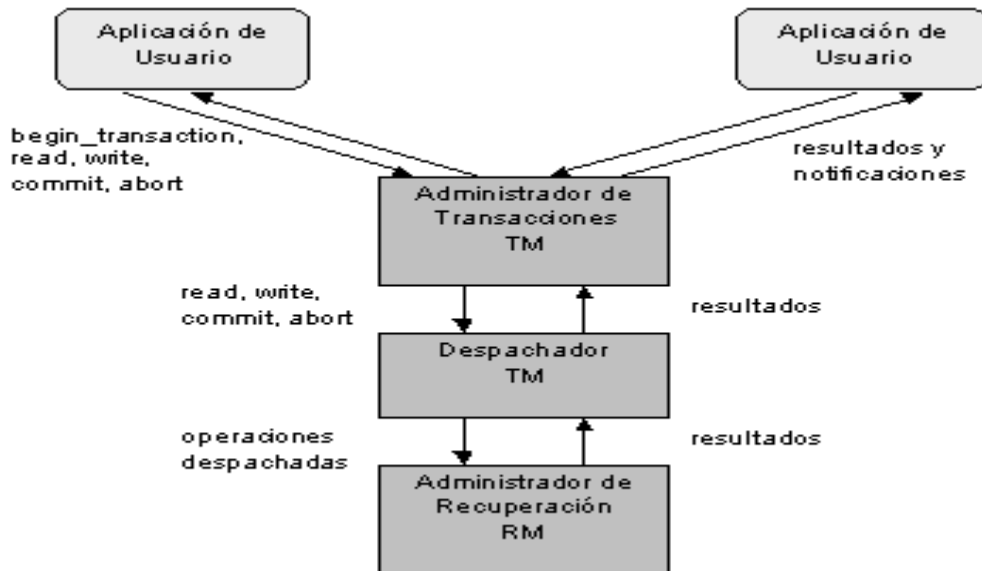 Aplicación de
Usuario
Aplicación de
Usuario
begin_transaction,
read, write,
commit, abort
resultados y
notificaciones
Administrador de
Transacciones
TM
read, write,
commit, abort
resultados
Despachador
TM
operaciones
despachadas
resultados
Administrador de
Recuperación
RM